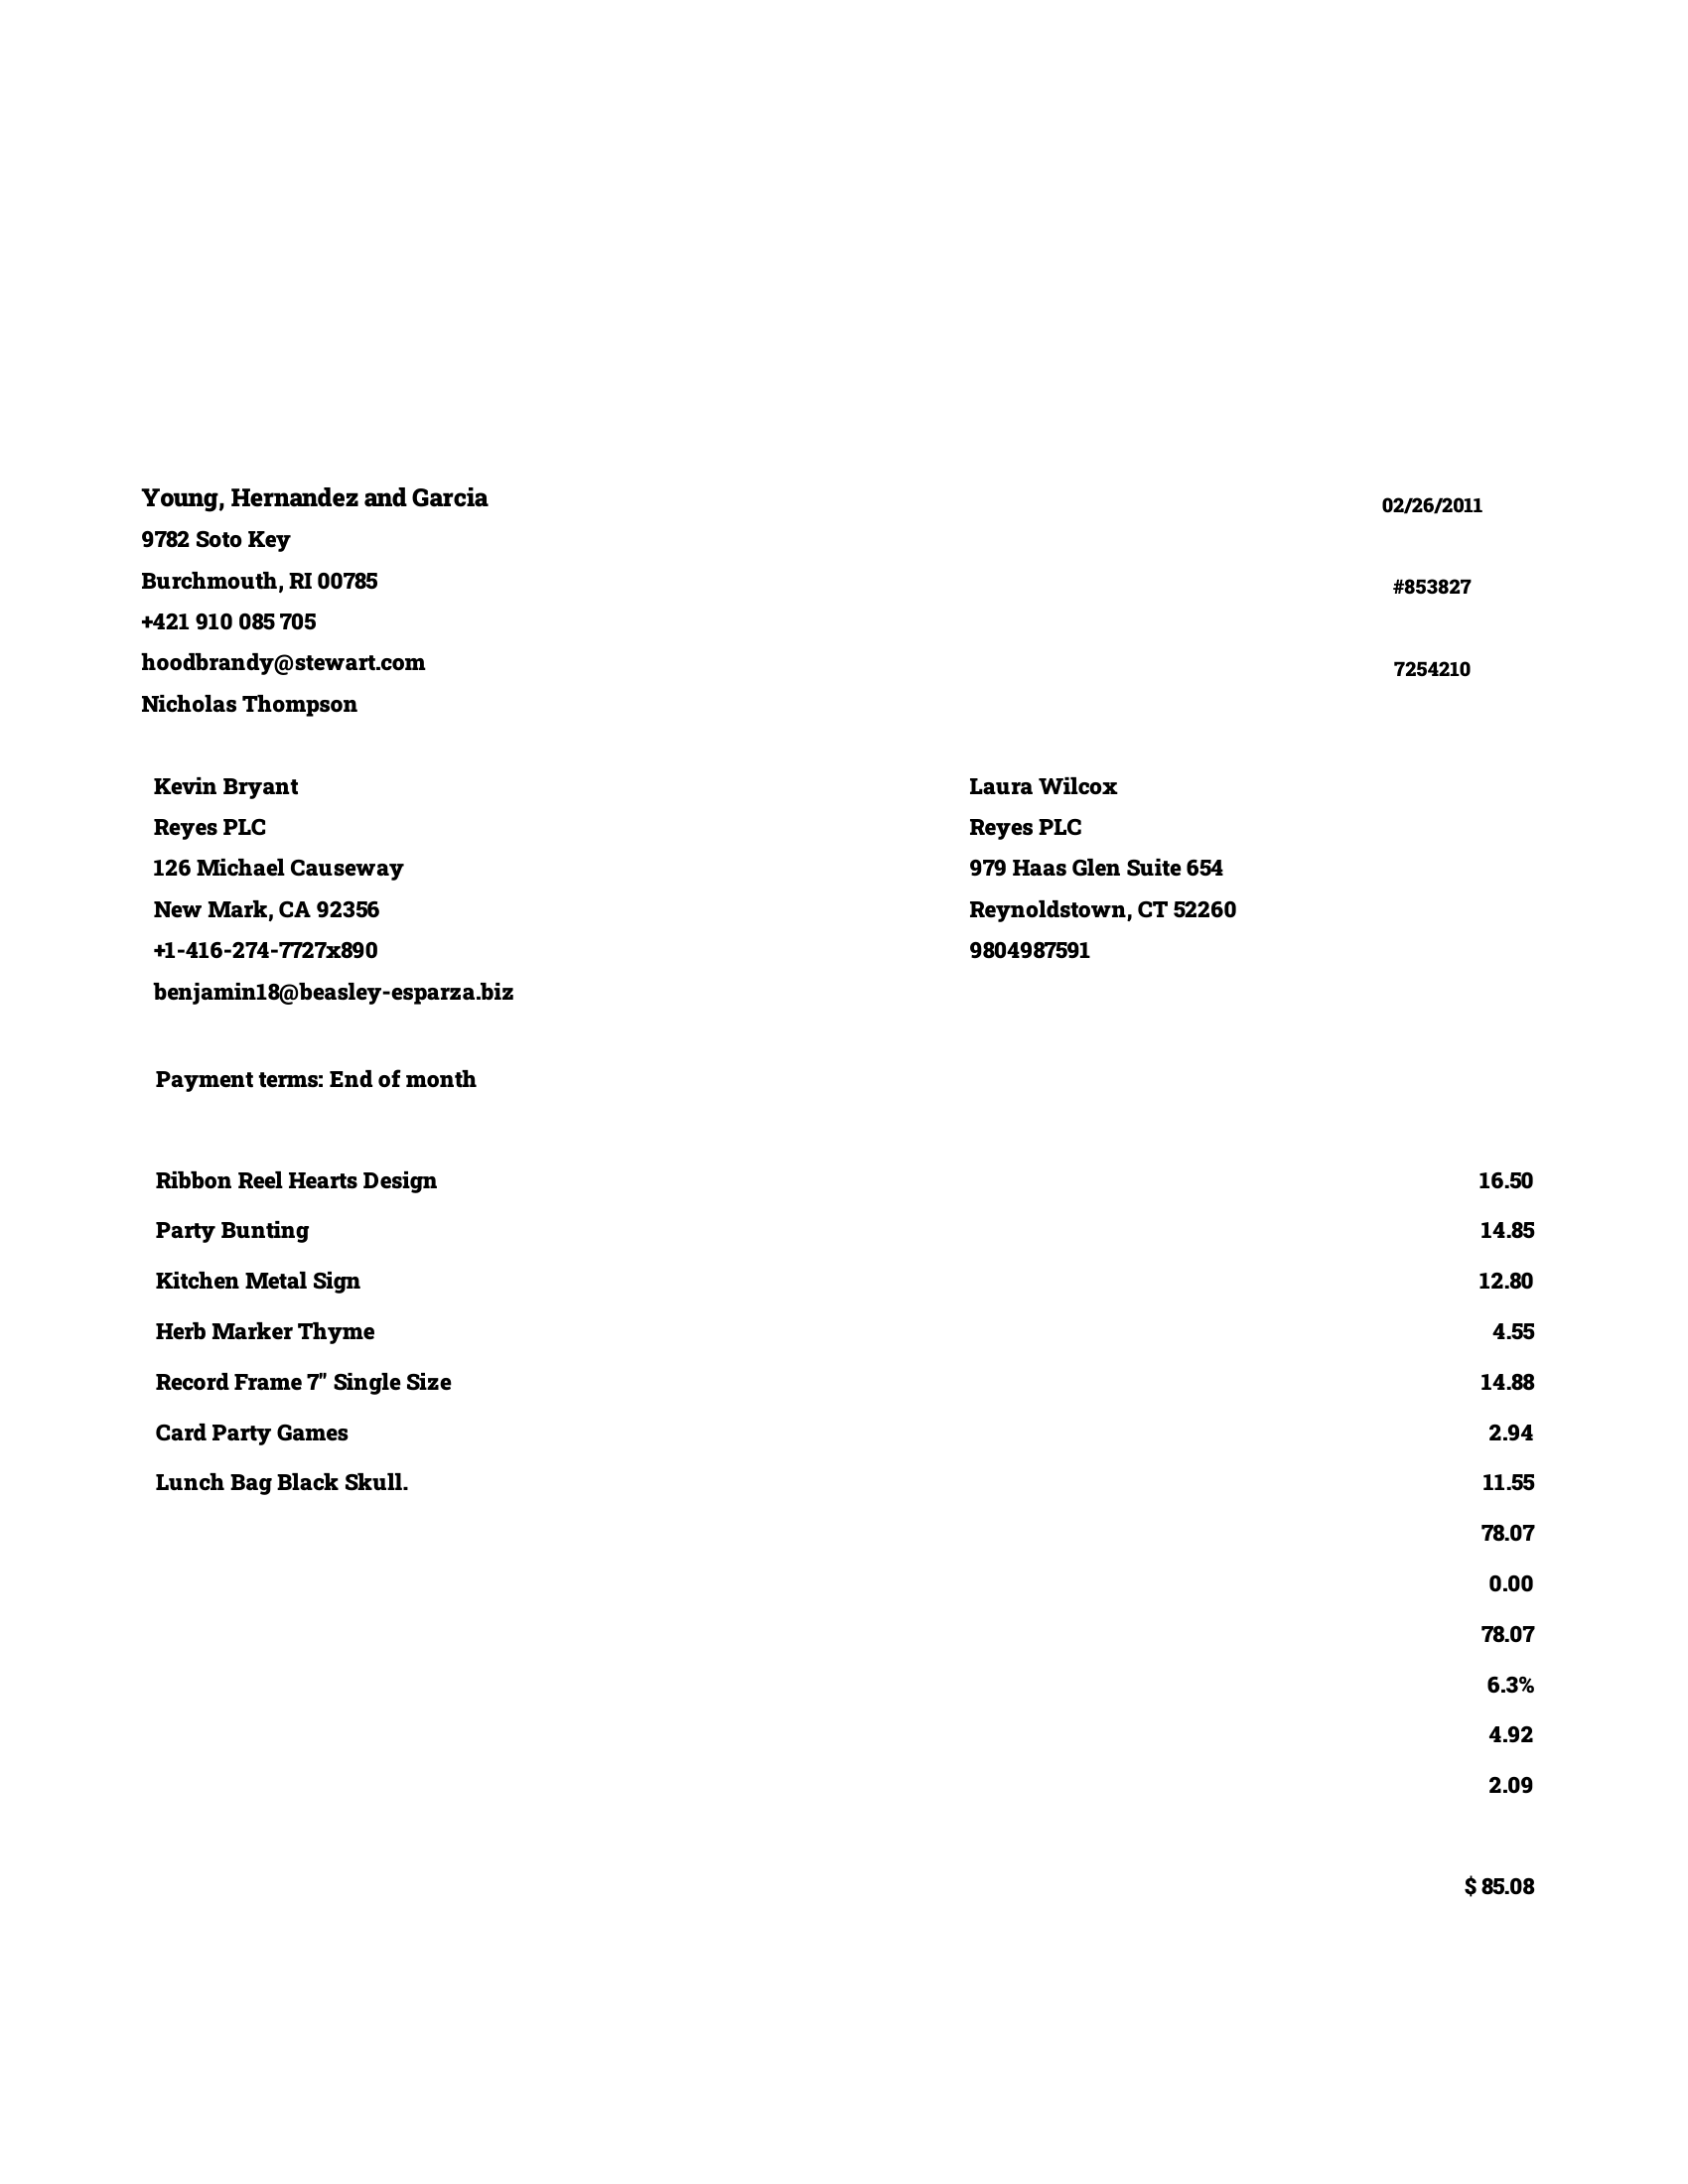 Young, Hernandez and Garcia
9782 Soto Key
Burchmouth, RI 00785
+421 910 085 705
hoodbrandy@stewart.com
Nicholas Thompson
02/26/2011
#853827
7254210
Kevin Bryant
Reyes PLC
126 Michael Causeway
New Mark, CA 92356
+1-416-274-7727x890
benjamin18@beasley-esparza.biz
Laura Wilcox
Reyes PLC
979 Haas Glen Suite 654
Reynoldstown, CT 52260
9804987591
Payment terms: End of month
Ribbon Reel Hearts Design 16.50
Party Bunting 14.85
Kitchen Metal Sign 12.80
Herb Marker Thyme 4.55
Record Frame 7" Single Size 14.88
Card Party Games 2.94
Lunch Bag Black Skull. 11.55
78.07
0.00
78.07
6.3%
4.92
2.09
$ 85.08